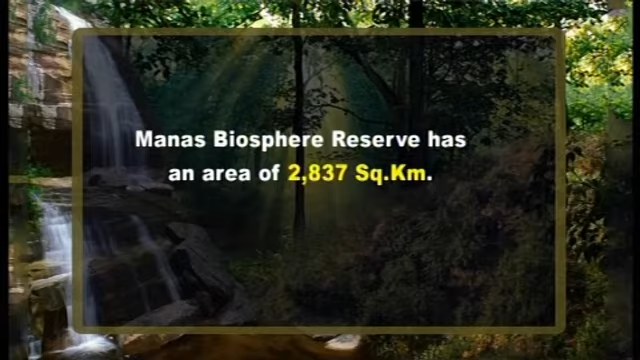 Manas Biosphere Reserve has
an area of 2,837 Sq.Km.